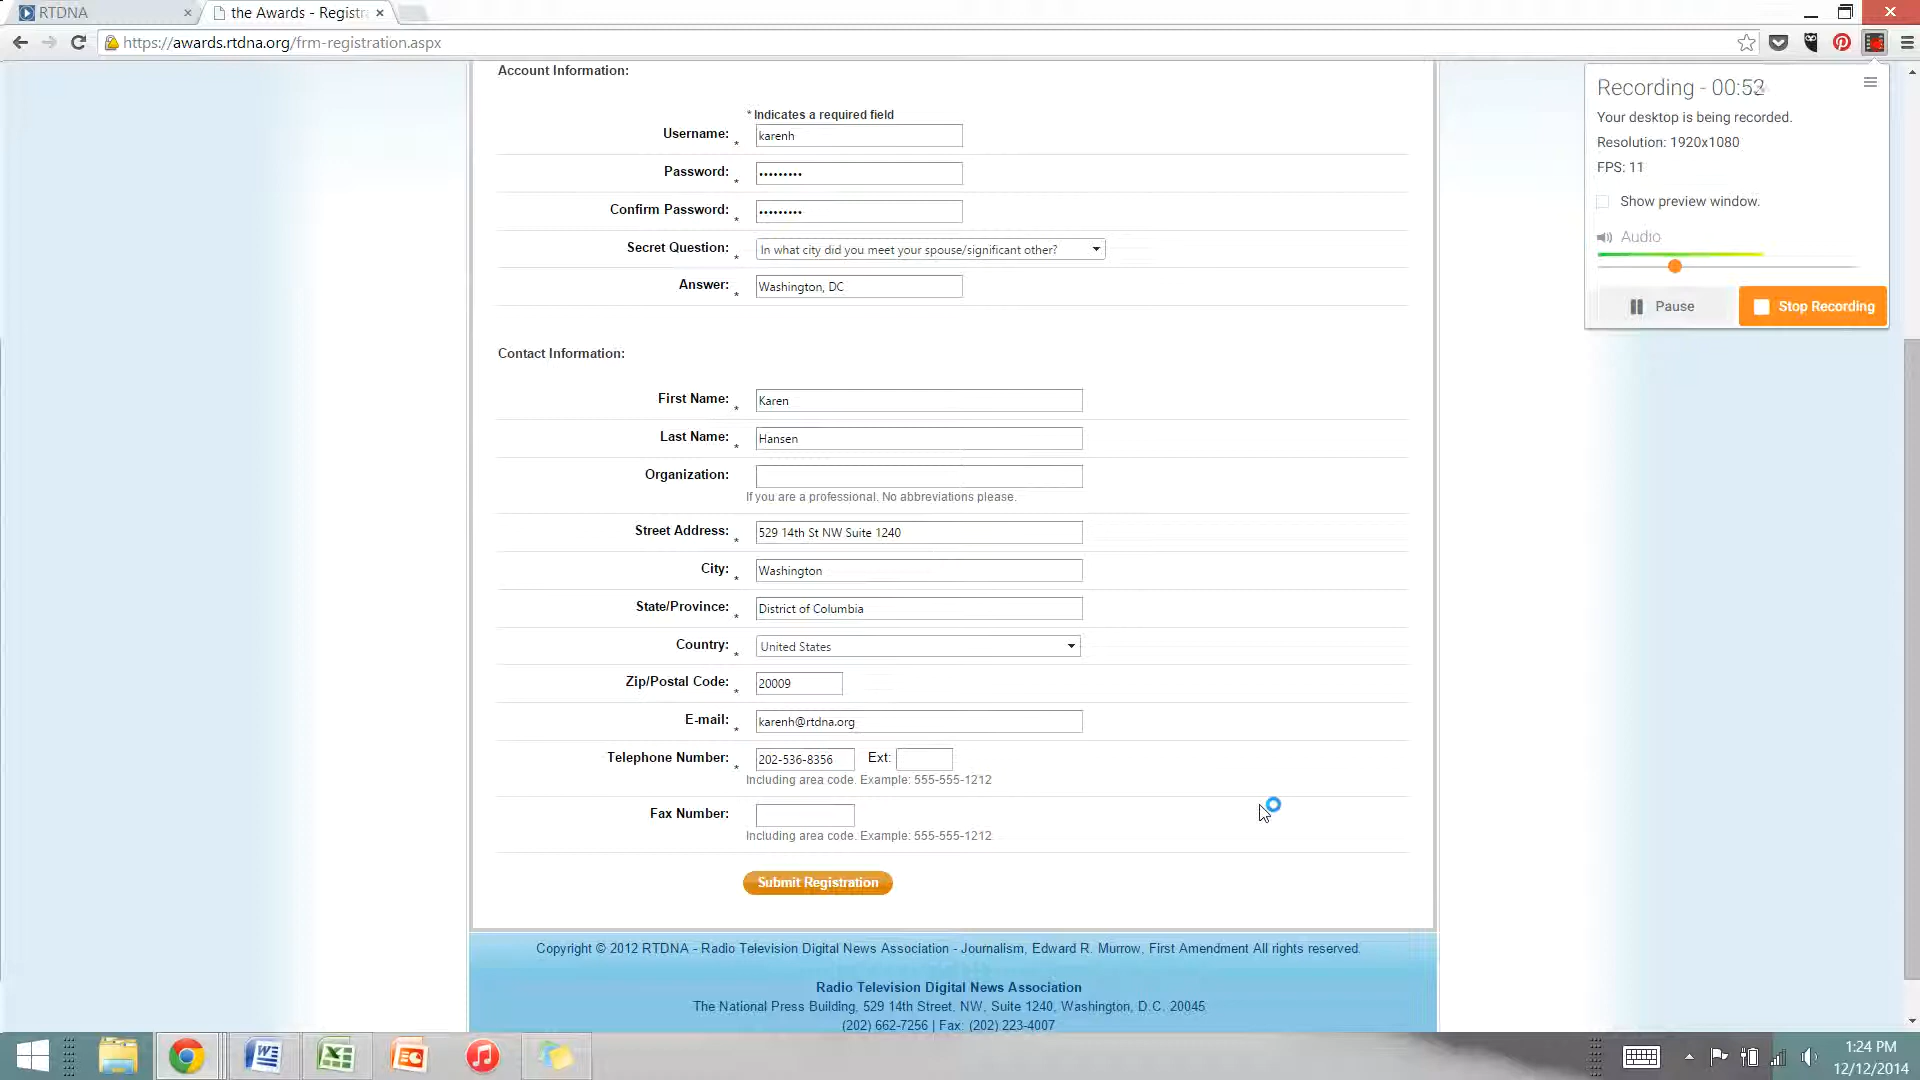 RTDNA
the Awards - Registr
https://awards.rtdna.org/frm-registration.aspx
Account Information:
* Indicates a required field
Username: *
karenh
Password: *
•••••••••
Confirm Password: *
•••••••••
Secret Question: *
In what city did you meet your spouse/significant other?
Answer: *
Washington, DC
Contact Information:
First Name: *
Karen
Last Name: *
Hansen
Organization:
If you are a professional. No abbreviations please.
Street Address: *
529 14th St NW Suite 1240
City: *
Washington
State/Province: *
District of Columbia
Country: *
United States
Zip/Postal Code: *
20009
E-mail: *
karenh@rtdna.org
Telephone Number: *
202-536-8356
Ext:
Including area code. Example: 555-555-1212
Fax Number:
Including area code. Example: 555-555-1212
Submit Registration
Copyright © 2012 RTDNA - Radio Television Digital News Association - Journalism, Edward R. Murrow, First Amendment All rights reserved.
Radio Television Digital News Association
The National Press Building, 529 14th Street. NW, Suite 1240, Washington, D.C. 20045
(202) 662-7256 | Fax: (202) 223-4007
Recording - 00:52
Your desktop is being recorded.
Resolution: 1920x1080
FPS: 11
Show preview window.
Audio
Pause
Stop Recording
1:24 PM
12/12/2014